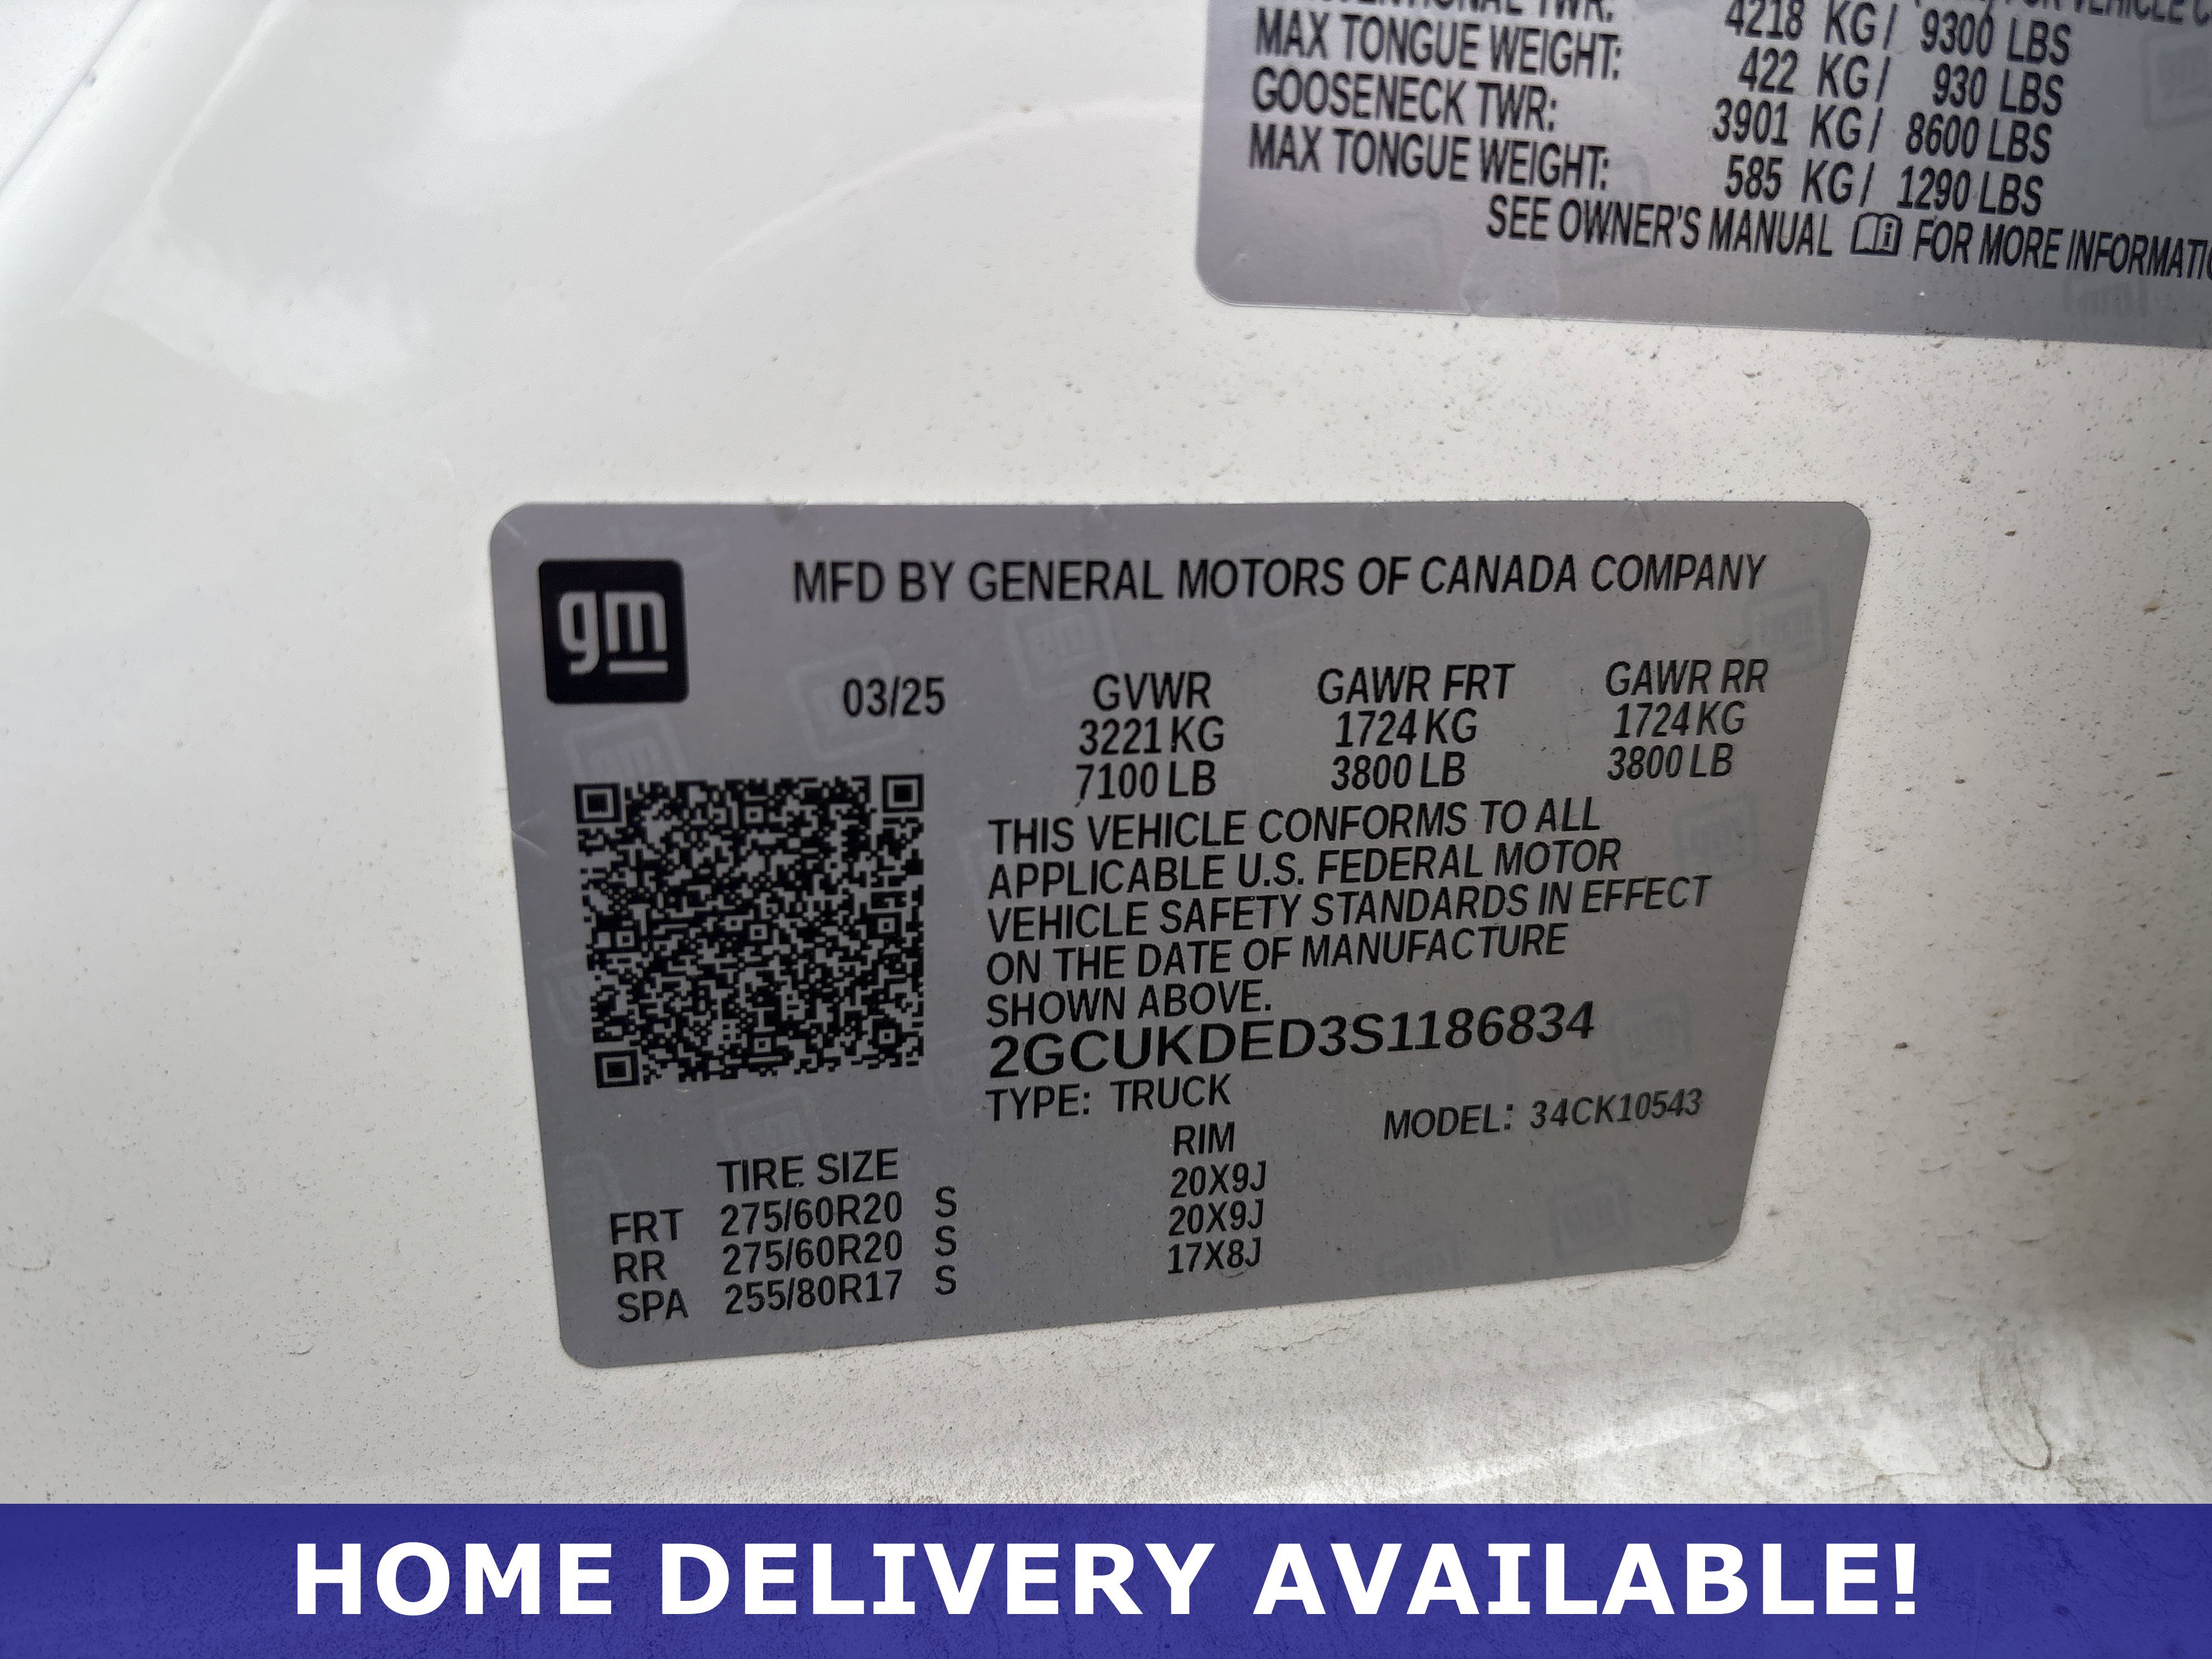 TWR: 4218 KG/ 9300 LBS
MAX TONGUE WEIGHT: 422 KG/ 930 LBS
GOOSENECK TWR: 3901 KG/ 8600 LBS
MAX TONGUE WEIGHT: 585 KG/ 1290 LBS
SEE OWNER'S MANUAL FOR MORE
gm
MFD BY GENERAL MOTORS OF CANADA COMPANY
03/25 GVWR GAWR FRT GAWR RR
3221 KG 1724 KG 1724 KG
7100 LB 3800 LB 3800 LB
THIS VEHICLE CONFORMS TO ALL
APPLICABLE U.S. FEDERAL MOTOR
VEHICLE SAFETY STANDARDS IN EFFECT
ON THE DATE OF MANUFACTURE
SHOWN ABOVE.
2GCUKDED3S1186834
TYPE: TRUCK MODEL: 34CK10543
TIRE SIZE RIM
FRT 275/60R20 S 20X9J
RR 275/60R20 S 20X9J
SPA 255/80R17 S 17X8J
HOME DELIVERY AVAILABLE!